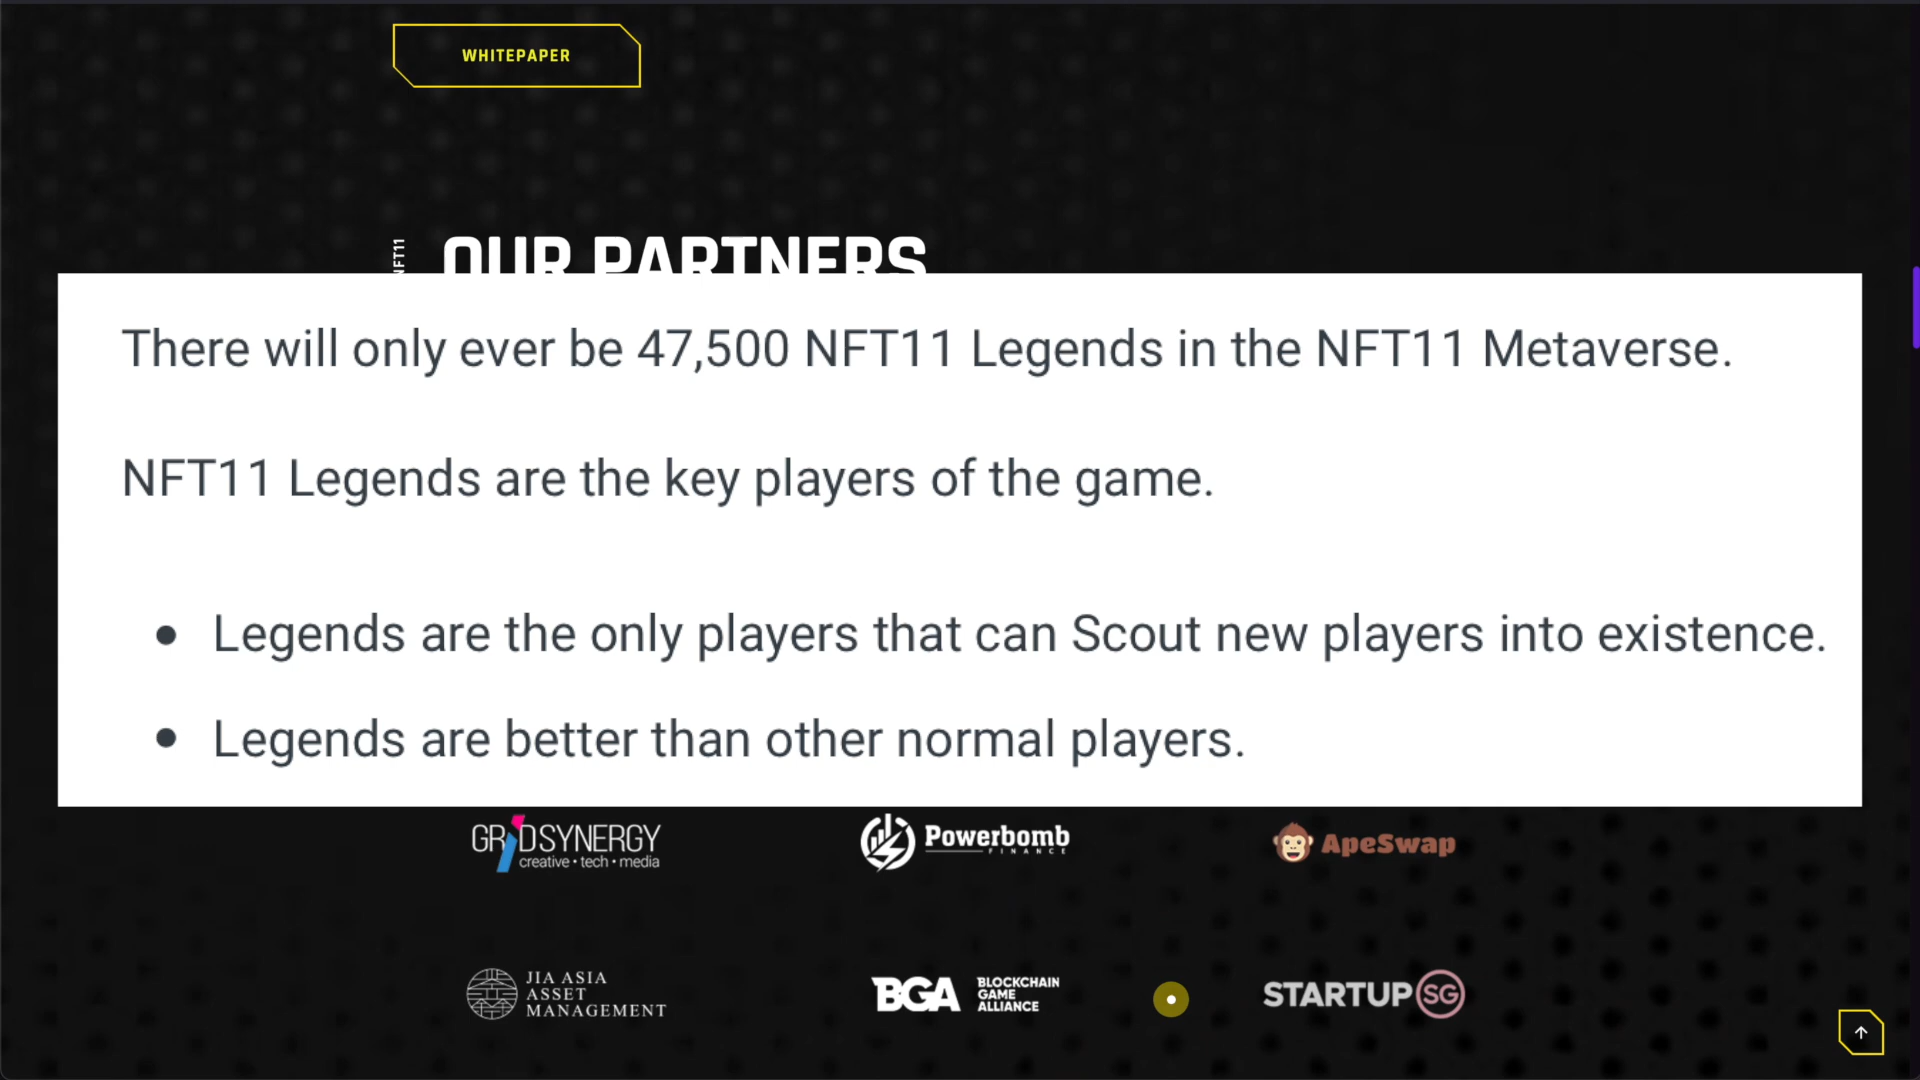 WHITEPAPER
NFT11
OUR PARTNERS
There will only ever be 47,500 NFT11 Legends in the NFT11 Metaverse.
NFT11 Legends are the key players of the game.
• Legends are the only players that can Scout new players into existence.
• Legends are better than other normal players.
GRIDSYNERGY
creative • tech • media
Powerbomb
FINANCE
ApeSwap
JIA ASIA
ASSET
MANAGEMENT
BGA
BLOCKCHAIN
GAME
ALLIANCE
STARTUP SG